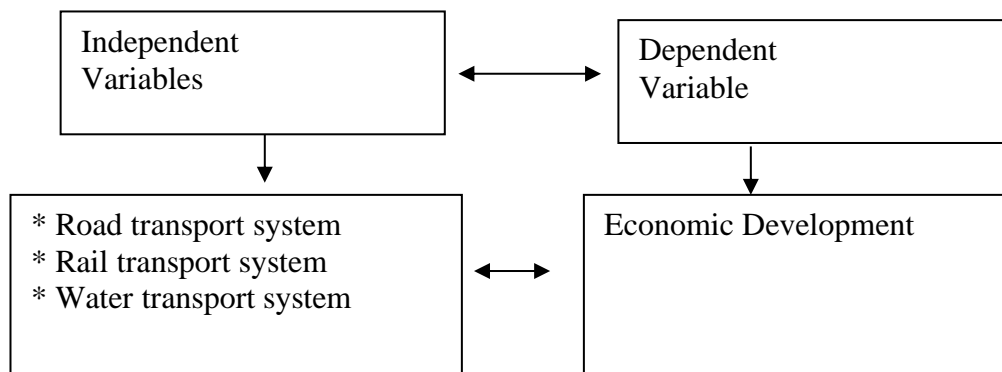 Independent
Variables
Dependent
Variable
* Road transport system
* Rail transport system
* Water transport system
Economic Development